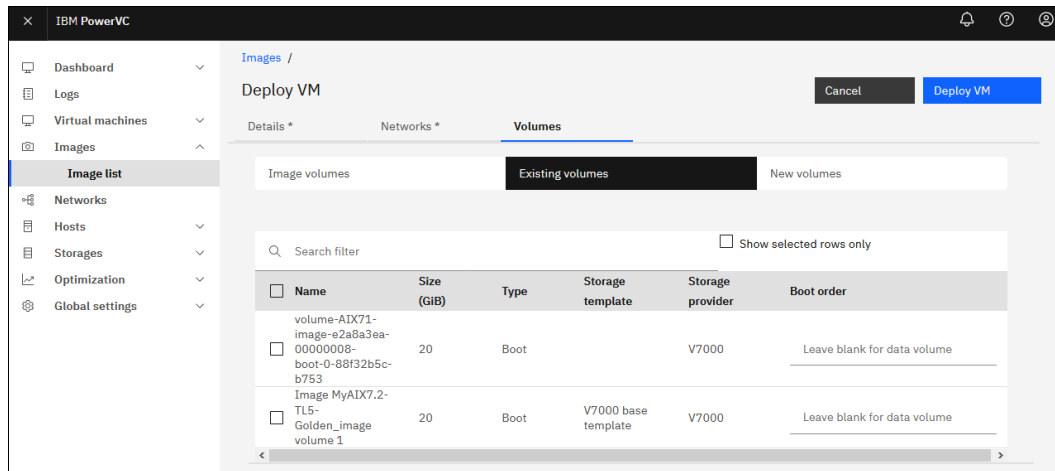 IBM PowerVC
Dashboard
Logs
Virtual machines
Images
Image list
Networks
Hosts
Storages
Optimization
Global settings
Images /
Deploy VM
Cancel
Deploy VM
Details *
Networks *
Volumes
Image volumes
Existing volumes
New volumes
Search filter
Show selected rows only
Name
Size
(GiB)
Type
Storage
template
Storage
provider
Boot order
volume-AIX71-
image-e2a8a3ea-
00000008-
boot-0-88f32b5c-
b753
20
Boot
V7000
Leave blank for data volume
Image MyAIX7.2-
TL5-
Golden_image
volume 1
20
Boot
V7000 base
template
V7000
Leave blank for data volume